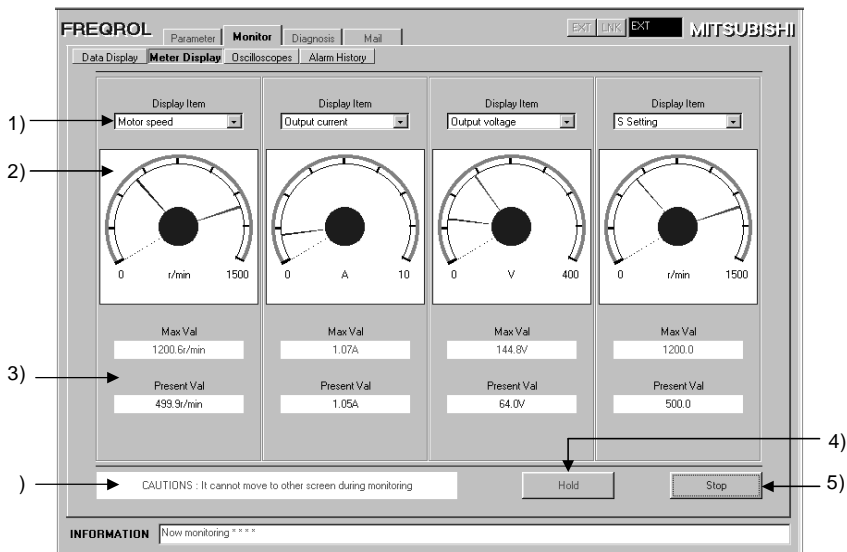 FREQROL Parameter Monitor Diagnosis Mail EXT LNK EXT MITSUBISHI
Data Display Meter Display Oscilloscopes Alarm History
Display Item Display Item Display Item Display Item
1) Motor speed Output current Output voltage S Setting
2)
0 r/min 1500 0 A 10 0 V 400 0 r/min 1500
Max Val Max Val Max Val Max Val
1200.6r/min 1.07A 144.8V 1200.0
3)
Present Val Present Val Present Val Present Val
499.9r/min 1.05A 64.0V 500.0
4)
) CAUTIONS : It cannot move to other screen during monitoring Hold Stop 5)
INFORMATION Now monitoring * * * *